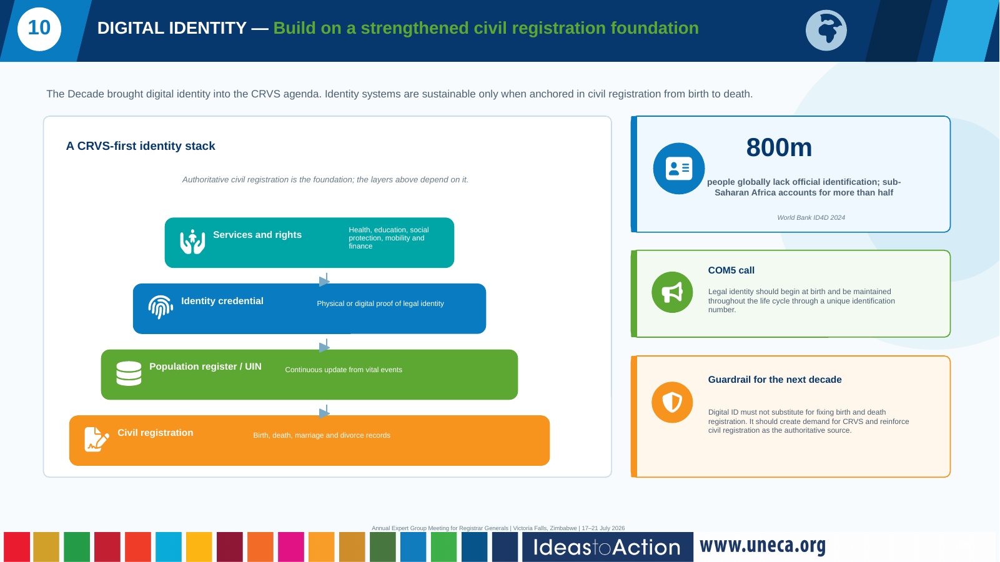 10
DIGITAL IDENTITY — Build on a strengthened civil registration foundation
The Decade brought digital identity into the CRVS agenda. Identity systems are sustainable only when anchored in civil registration from birth to death.
A CRVS-first identity stack
Authoritative civil registration is the foundation; the layers above depend on it.
Services and rights
Health, education, social
protection, mobility and
finance
Identity credential
Physical or digital proof of legal identity
Population register / UIN
Continuous update from vital events
Civil registration
Birth, death, marriage and divorce records
800m
people globally lack official identification; sub-
Saharan Africa accounts for more than half
World Bank ID4D 2024
COM5 call
Legal identity should begin at birth and be maintained
throughout the life cycle through a unique identification
number.
Guardrail for the next decade
Digital ID must not substitute for fixing birth and death
registration. It should create demand for CRVS and reinforce
civil registration as the authoritative source.
Annual Expert Group Meeting for Registrar Generals | Victoria Falls, Zimbabwe | 17–21 July 2026
IdeastoAction
www.uneca.org